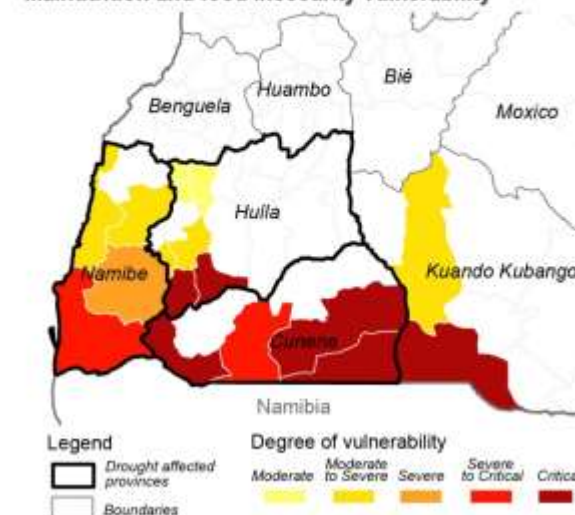 Malnutrition and food insecurity vulnerability
Bié
Huambo
Benguela
Moxico
Huíla
Namibe
Kuando Kubango
Cunene
Namibia
Legend
Drought affected provinces
Boundaries
Degree of vulnerability
Moderate
Moderate to Severe
Severe
Severe to Critical
Critical